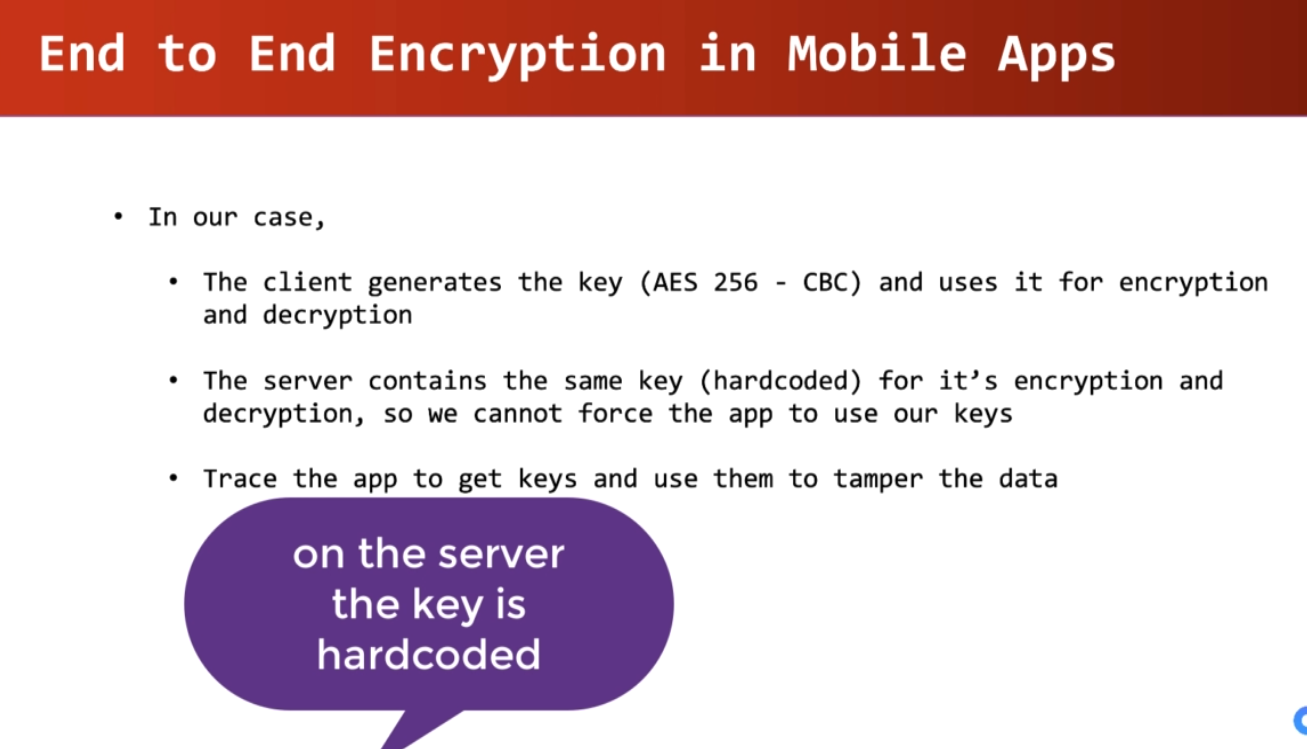 End to End Encryption in Mobile Apps
• In our case,
• The client generates the key (AES 256 - CBC) and uses it for encryption
and decryption
• The server contains the same key (hardcoded) for it’s encryption and
decryption, so we cannot force the app to use our keys
• Trace the app to get keys and use them to tamper the data
on the server
the key is
hardcoded